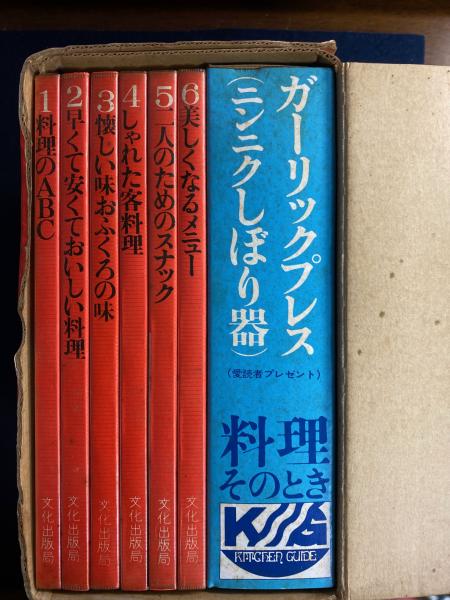 1 料理のABC
文化出版局
2 早くて安くておいしい料理
文化出版局
3 懐しい味おふくろの味
文化出版局
4 しゃれた客料理
文化出版局
5 二人のためのスナック
文化出版局
6 美しくなるメニュー
文化出版局
ガーリックプレス
(ニンニクしぼり器)
(愛読者プレゼント)
料理
そのとき
KG
KITCHEN GUIDE